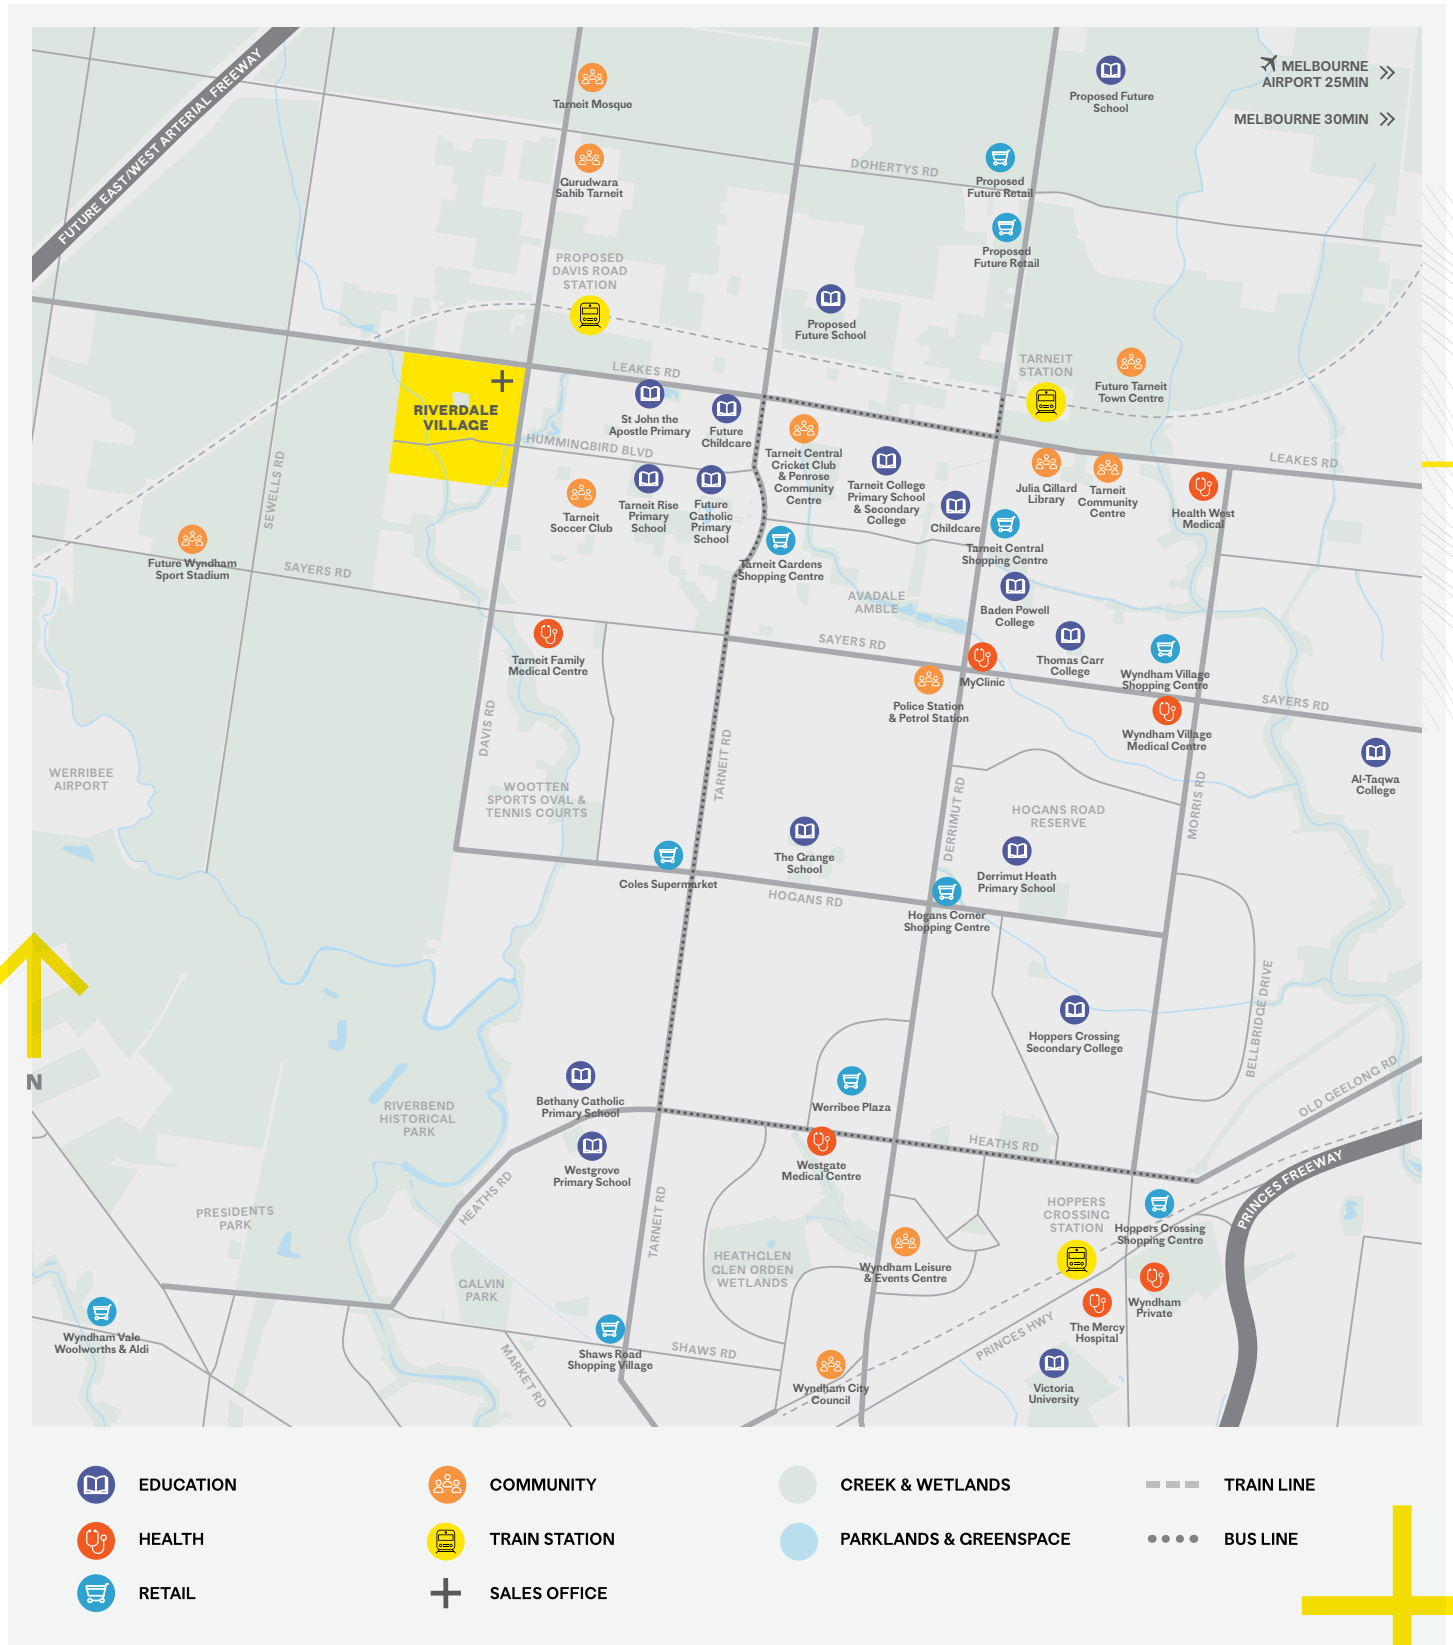 FUTURE EAST/WEST ARTERIAL FREEWAY
Tarneit Mosque
Proposed Future
School
MELBOURNE
AIRPORT 25MIN
MELBOURNE 30MIN
Gurudwara
Sahib Tarneit
DOHERTYS RD
Proposed
Future Retail
Proposed
Future Retail
PROPOSED
DAVIS ROAD
STATION
Proposed
Future School
TARNEIT
STATION
Future Tarneit
Town Centre
LEAKES RD
RIVERDALE
VILLAGE
St John the
Apostle Primary
Future
Childcare
HUMMINGBIRD BLVD
Tarneit Central
Cricket Club
& Penrose
Community
Centre
Tarneit College
Primary School
& Secondary
College
Childcare
Julia Gillard
Library
Tarneit
Community
Centre
Health West
Medical
LEAKES RD
SEWELLS RD
Tarneit
Soccer Club
Tarneit Rise
Primary
School
Future
Catholic
Primary
School
Tarneit Gardens
Shopping Centre
Tarneit Central
Shopping Centre
Future Wyndham
Sport Stadium
SAYERS RD
AVADALE
AMBLE
Baden Powell
College
Tarneit Family
Medical Centre
SAYERS RD
MyClinic
Thomas Carr
College
Wyndham Village
Shopping Centre
Police Station
& Petrol Station
SAYERS RD
Wyndham Village
Medical Centre
DAVIS RD
TARNEIT RD
Al-Taqwa
College
WERRIBEE
AIRPORT
WOOTTEN
SPORTS OVAL &
TENNIS COURTS
DERRIMUT RD
HOGANS ROAD
RESERVE
MORRIS RD
The Grange
School
Coles Supermarket
Derrimut Heath
Primary School
HOGANS RD
Hogans Corner
Shopping Centre
BELLBRIDGE DRIVE
Hoppers Crossing
Secondary College
N
Bethany Catholic
Primary School
RIVERBEND
HISTORICAL
PARK
Werribee Plaza
OLD GEELONG RD
HEATHS RD
Westgrove
Primary School
Westgate
Medical Centre
HEATHS RD
PRINCES FREEWAY
PRESIDENTS
PARK
TARNEIT RD
HOPPERS
CROSSING
STATION
Hoppers Crossing
Shopping Centre
HEATHGLEN
GLEN ORDEN
WETLANDS
Wyndham Leisure
& Events Centre
GALVIN
PARK
Wyndham
Private
The Mercy
Hospital
PRINCES HWY
Wyndham Vale
Woolworths & Aldi
MARKET RD
Shaws Road
Shopping Village
SHAWS RD
Wyndham City
Council
Victoria
University
EDUCATION
COMMUNITY
CREEK & WETLANDS
TRAIN LINE
HEALTH
TRAIN STATION
PARKLANDS & GREENSPACE
BUS LINE
RETAIL
SALES OFFICE